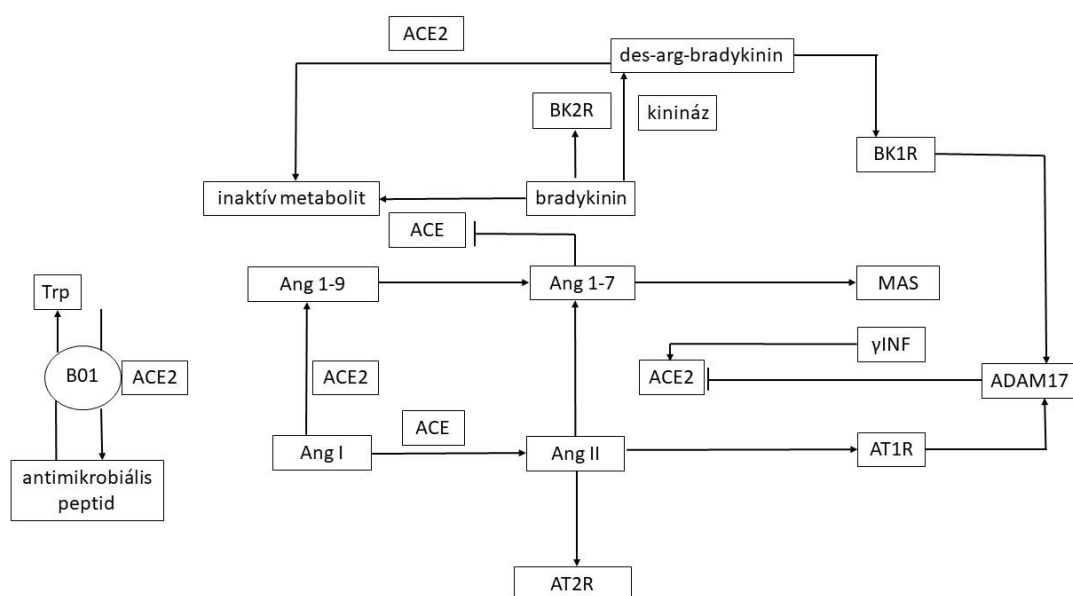 ACE2
des-arg-bradykinin
BK2R
kinináz
BK1R
inaktív metabolit
bradykinin
ACE
Ang 1-9
Ang 1-7
MAS
Trp
γINF
B01
ACE2
ACE2
ACE2
ADAM17
ACE
Ang I
Ang II
AT1R
antimikrobiális
peptid
AT2R